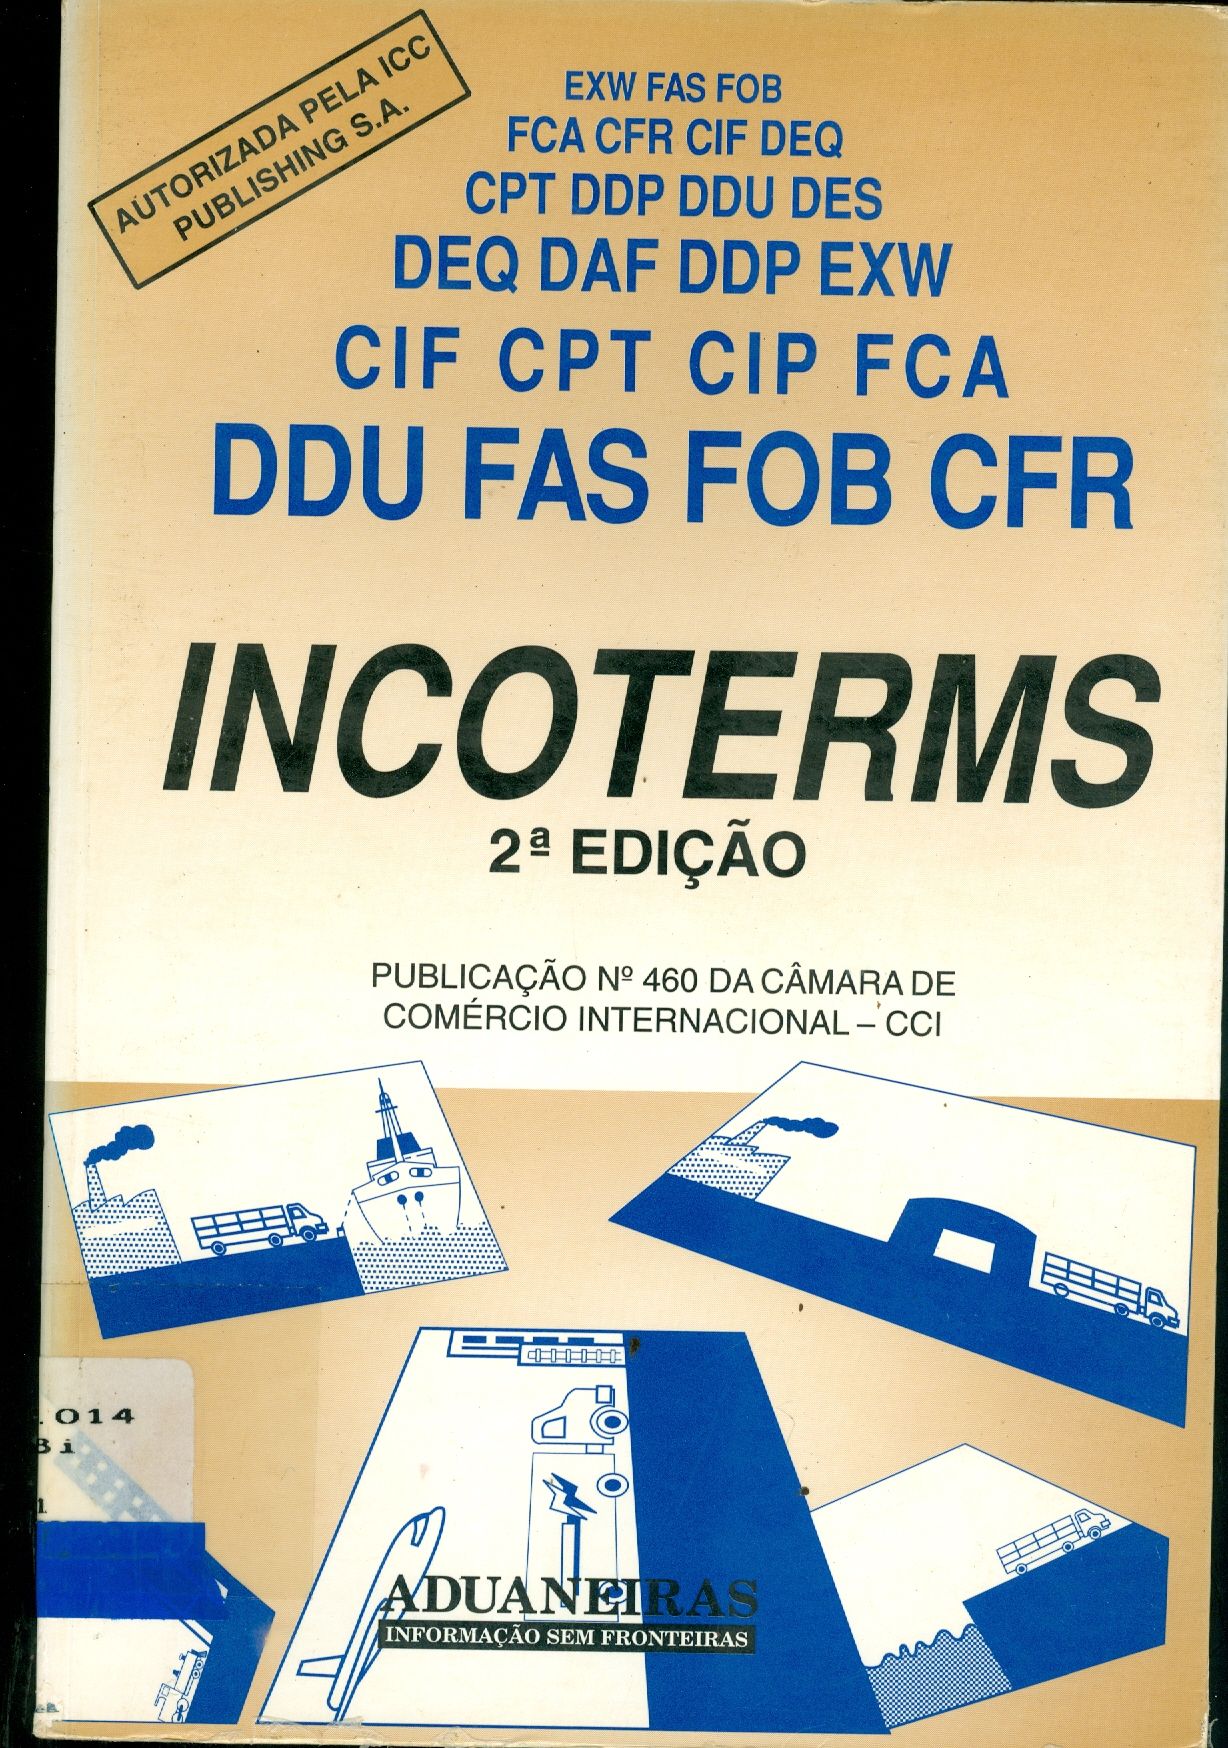 AUTORIZADA PELA ICC
PUBLISHING S.A.
EXW FAS FOB
FCA CFR CIF DEQ
CPT DDP DDU DES
DEQ DAF DDP EXW
CIF CPT CIP FCA
DDU FAS FOB CFR
INCOTERMS
2ª EDIÇÃO
PUBLICAÇÃO Nº 460 DA CÂMARA DE
COMÉRCIO INTERNACIONAL – CCI
.014
8i
ADUANEIRAS
INFORMAÇÃO SEM FRONTEIRAS